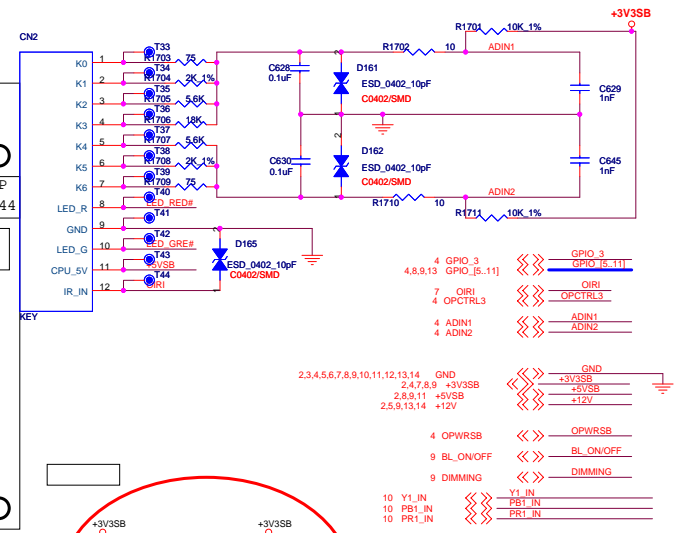 +3V3SB
CN2
R1701 10K_1%
R1702 10 ADIN1
T33
K0 1 R1703 75
T34
K1 2 R1704 2K_1%
T35
K2 3 R1705 5.6K
T36
K3 4 R1706 18K
T37
K4 5 R1707 5.6K
T38
K5 6 R1708 2K_1%
T39
K6 7 R1709 75
T40
LED_R 8 LED_RED#
T41
GND 9
T42
LED_G 10 LED_GRE#
T43
CPU_5V 11 +5VSB
T44
IR_IN 12 OIRI
KEY
C628
0.1uF
2
D161
ESD_0402_10pF
C0402/SMD
1
C629
1nF
C630
0.1uF
2
D162
ESD_0402_10pF
C0402/SMD
1
C645
1nF
R1710 10 ADIN2
R1711 10K_1%
2
D165
ESD_0402_10pF
C0402/SMD
1
P
44
4 GPIO_3 GPIO_3
4,8,9,13 GPIO_[5..11] GPIO_[5..11]
7 OIRI OIRI
4 OPCTRL3 OPCTRL3
4 ADIN1 ADIN1
4 ADIN2 ADIN2
2,3,4,5,6,7,8,9,10,11,12,13,14 GND GND
2,4,7,8,9 +3V3SB +3V3SB
2,8,9,11 +5VSB +5VSB
2,5,9,13,14 +12V +12V
4 OPWRSB OPWRSB
9 BL_ON/OFF BL_ON/OFF
9 DIMMING DIMMING
10 Y1_IN Y1_IN
10 PB1_IN PB1_IN
10 PR1_IN PR1_IN
+3V3SB +3V3SB